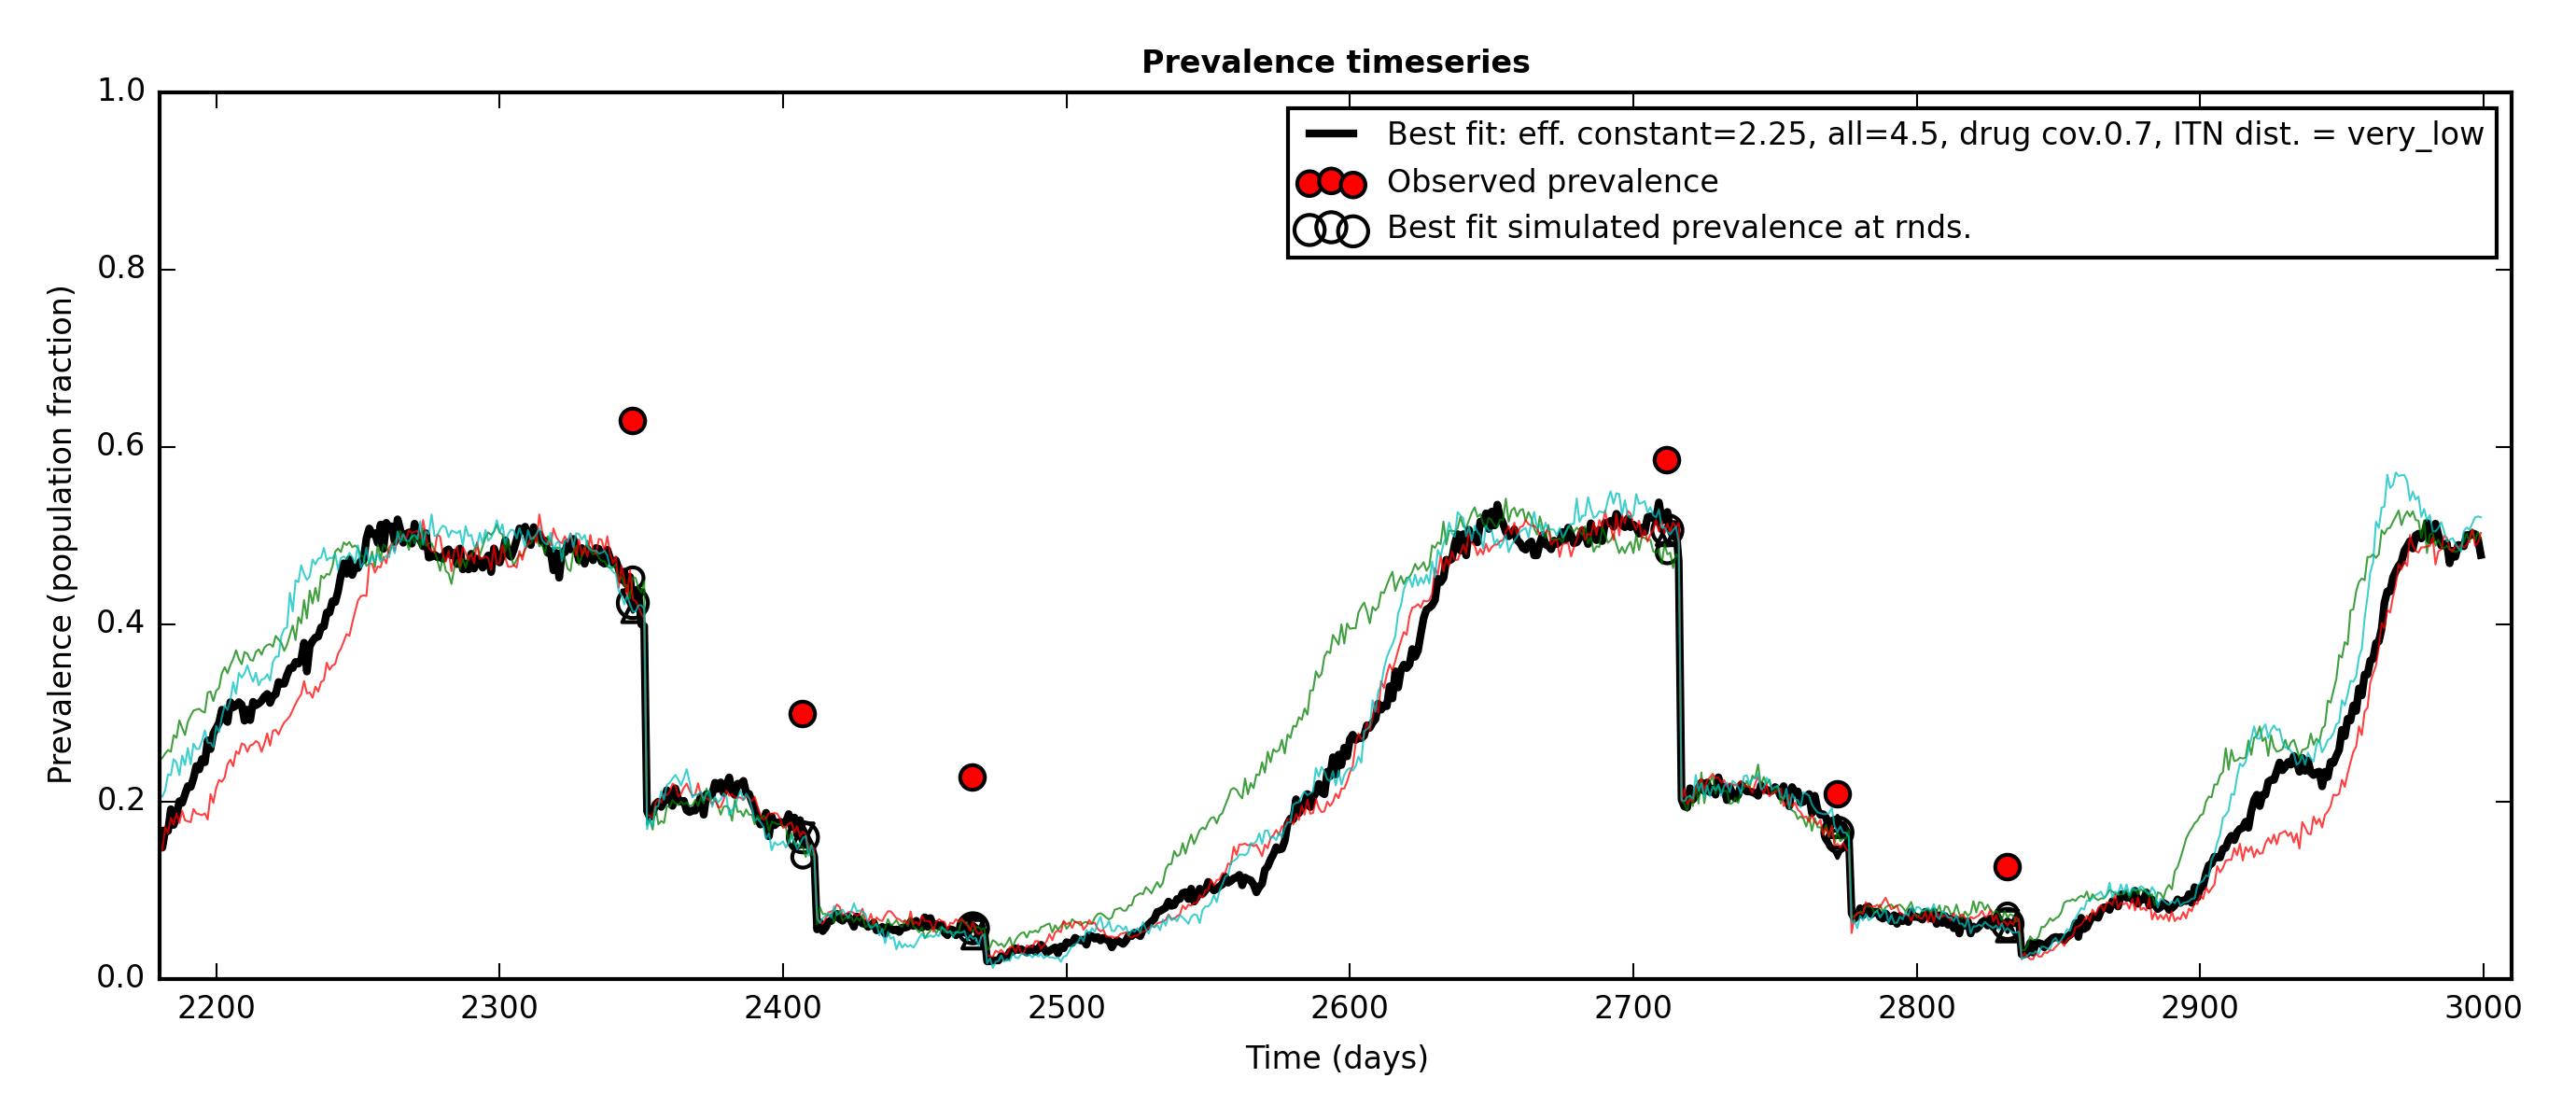 Prevalence timeseries
1.0
0.8
0.6
0.4
0.2
0.0
Prevalence (population fraction)
Best fit: eff. constant=2.25, all=4.5, drug cov.0.7, ITN dist. = very_low
Observed prevalence
Best fit simulated prevalence at rnds.
2200 2300 2400 2500 2600 2700 2800 2900 3000
Time (days)